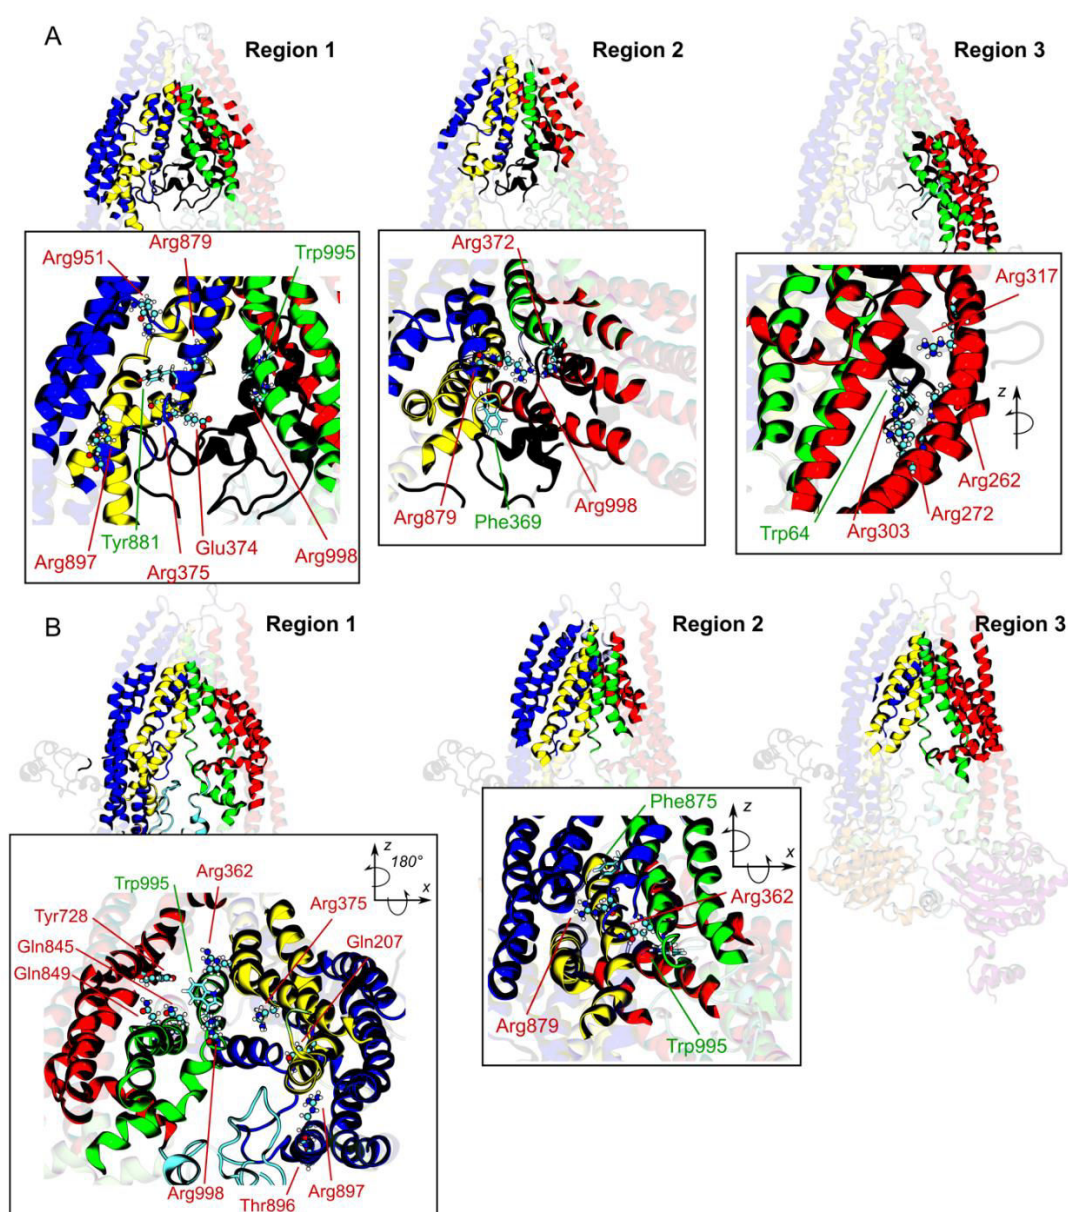 A
Region 1
Region 2
Region 3
Arg951
Arg879
Trp995
Arg897
Tyr881
Arg375
Glu374
Arg998
Arg372
Arg879
Phe369
Arg998
Arg317
z
Arg262
Arg272
Trp64
Arg303
B
Region 1
Region 2
Region 3
z
180°
x
Arg362
Trp995
Tyr728
Arg375
Gln845
Gln207
Gln849
Arg998
Thr896
Arg897
Phe875
z
x
Arg362
Arg879
Trp995